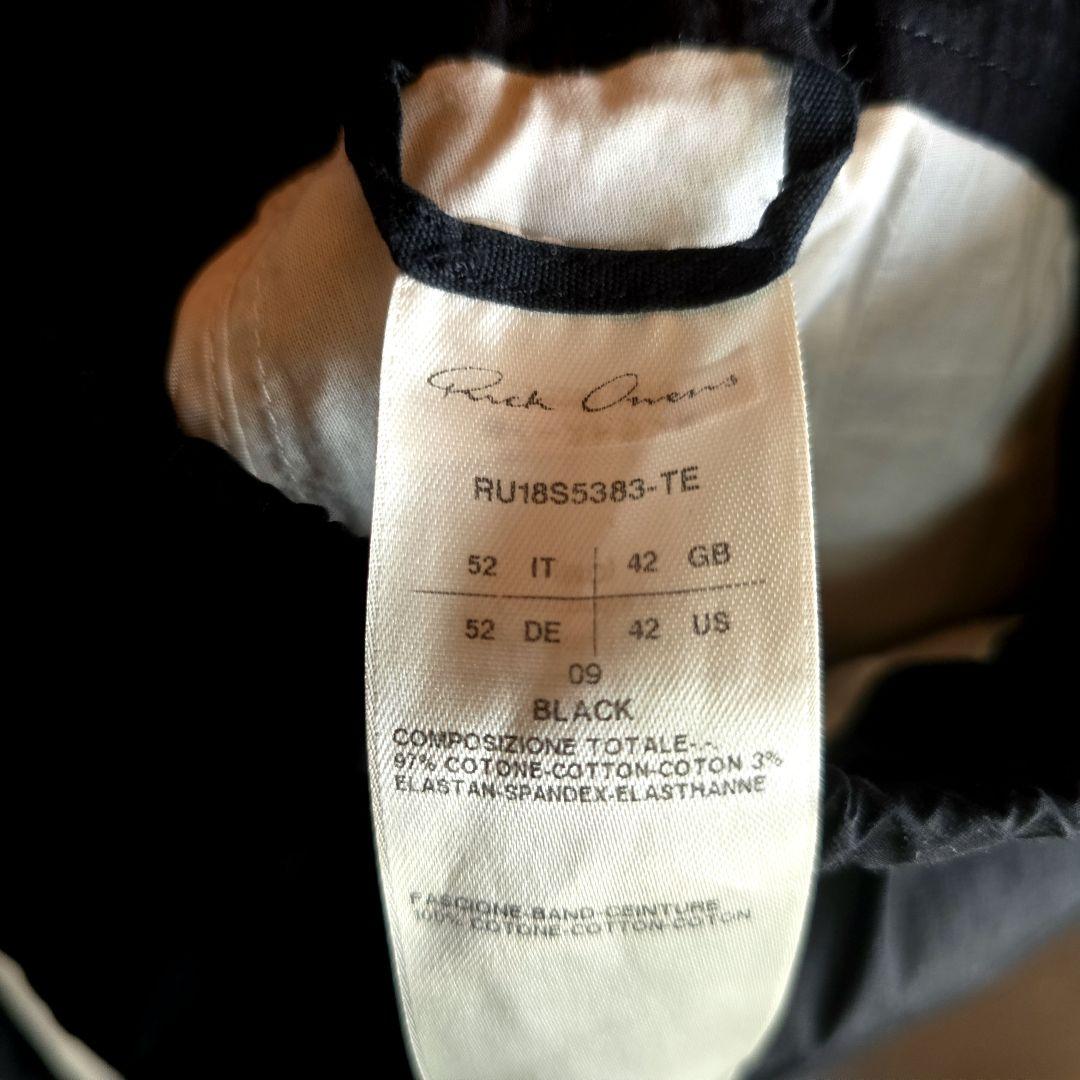 Rick Owens
RU18S5383-TE
52 IT 42 GB
52 DE 42 US
09
BLACK
COMPOSIZIONE TOTALE-.-.
97% COTONE-COTTON-COTON 3%
ELASTAN-SPANDEX-ELASTHANNE
FASCIONE-BAND-CEINTURE
100% COTONE-COTTON-COTON